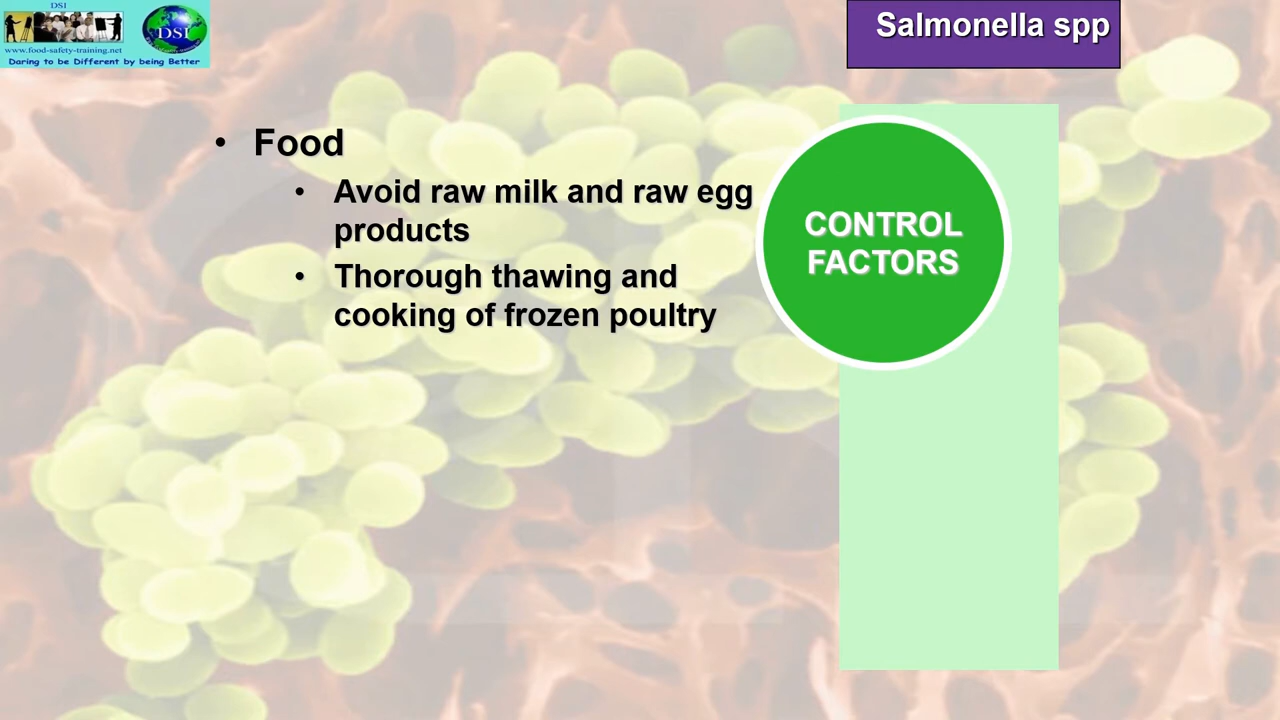 DSI
DSI
www.food-safety-training.net
Daring to be Different by being Better
Salmonella spp
• Food
• Avoid raw milk and raw egg
products
• Thorough thawing and
cooking of frozen poultry
CONTROL
FACTORS